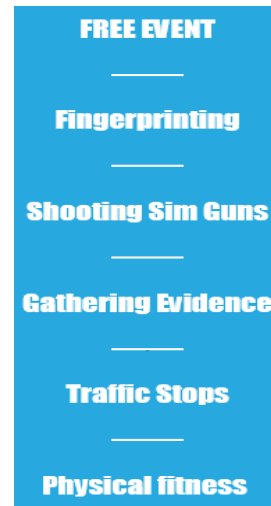 FREE EVENT
Fingerprinting
Shooting Sim Guns
Gathering Evidence
Traffic Stops
Physical fitness